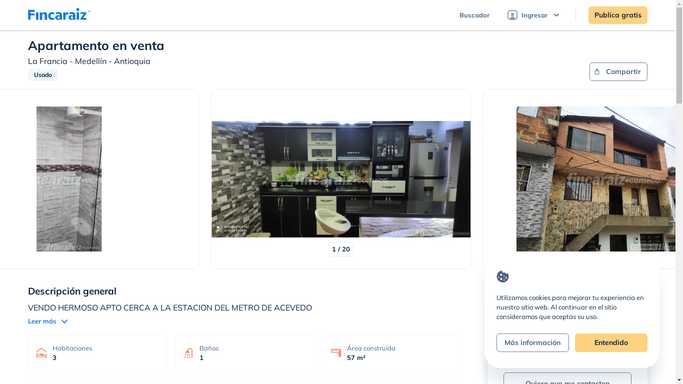 Fincaraiz
Buscador
Ingresar
Publica gratis
Apartamento en venta
La Francia - Medellín - Antioquia
Usado
Compartir
fincaraiz
fincaraiz
fincaraiz
1 / 20
Descripción general
VENDO HERMOSO APTO CERCA A LA ESTACION DEL METRO DE ACEVEDO
Leer más
Habitaciones
3
Baños
1
Área construida
57 m²
Utilizamos cookies para mejorar tu experiencia en
nuestro sitio web. Al continuar en el sitio
consideramos que aceptas su uso.
Más información
Entendido
Quiero que me contacten